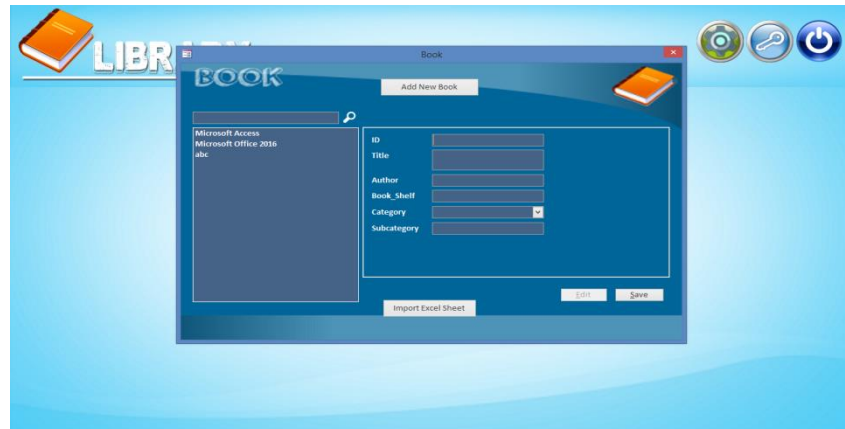 LIBRARY
Book
BOOK
Add New Book
Microsoft Access
Microsoft Office 2016
abc
ID
Title
Author
Book_Shelf
Category
Subcategory
Edit
Save
Import Excel Sheet